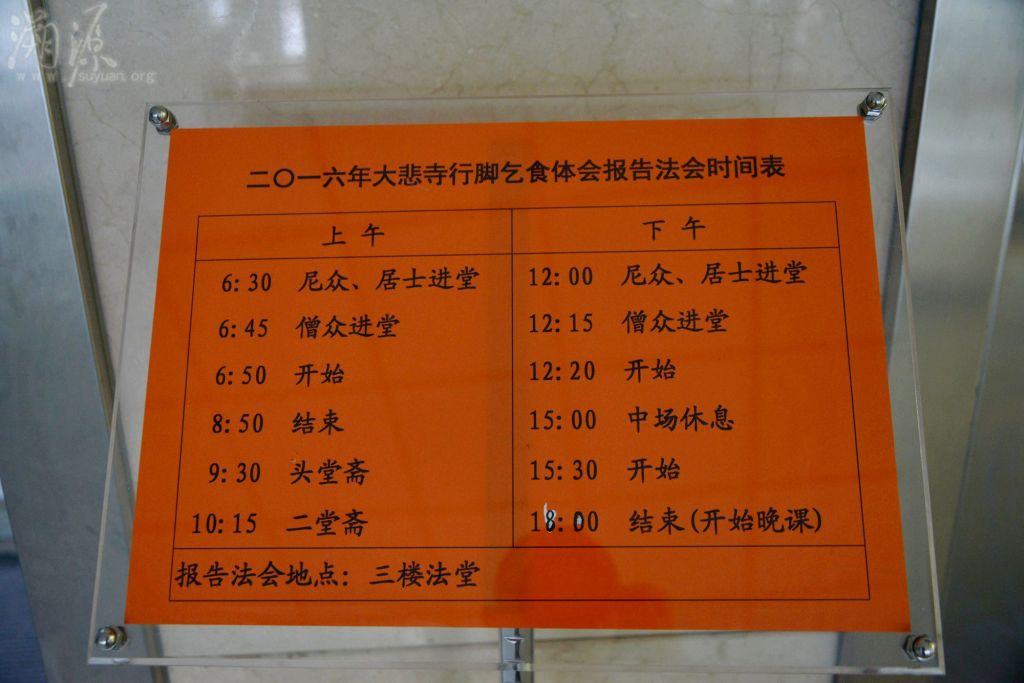 溯源
www.suyuan.org
二〇一六年大悲寺行脚乞食体会报告法会时间表
上午 下午
6:30 尼众、居士进堂 12:00 尼众、居士进堂
6:45 僧众进堂 12:15 僧众进堂
6:50 开始 12:20 开始
8:50 结束 15:00 中场休息
9:30 头堂斋 15:30 开始
10:15 二堂斋 18:00 结束(开始晚课)
报告法会地点：三楼法堂